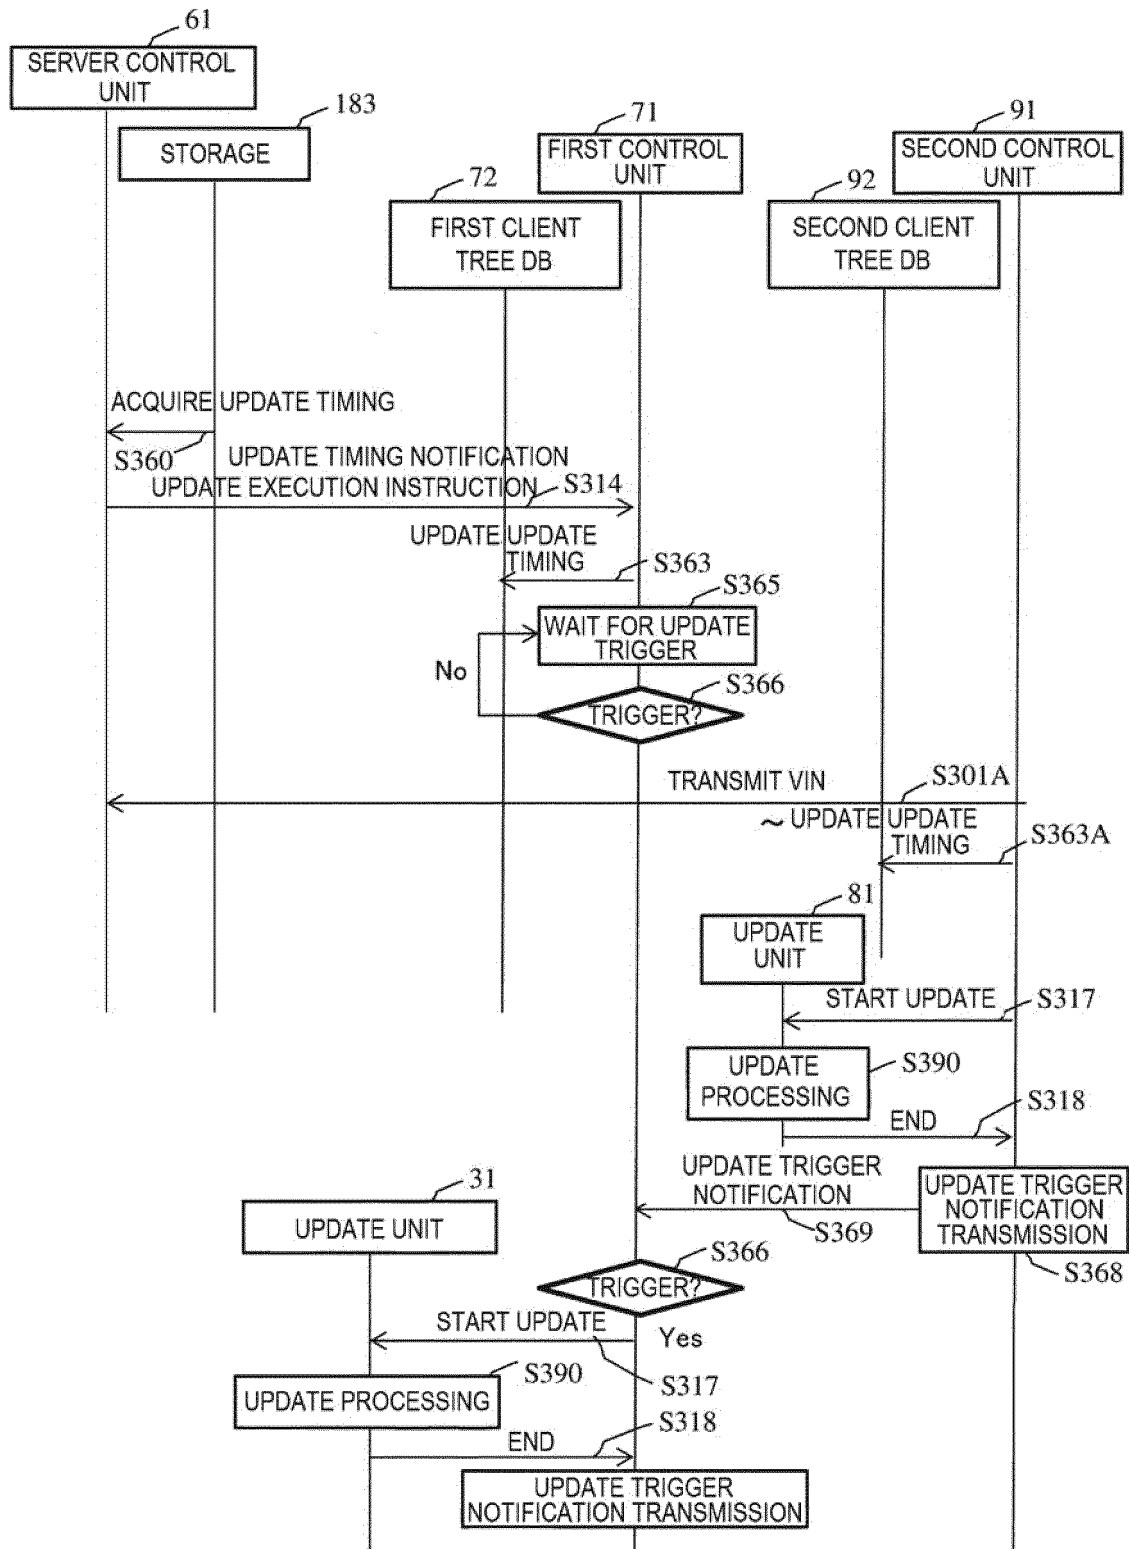 61
SERVER CONTROL
UNIT
183
STORAGE
71
FIRST CONTROL
UNIT
91
SECOND CONTROL
UNIT
72
FIRST CLIENT
TREE DB
92
SECOND CLIENT
TREE DB
ACQUIRE UPDATE TIMING
S360
UPDATE TIMING NOTIFICATION
UPDATE EXECUTION INSTRUCTION
S314
UPDATE UPDATE
TIMING
S363
S365
WAIT FOR UPDATE
TRIGGER
No
S366
TRIGGER?
TRANSMIT VIN
S301A
~ UPDATE UPDATE
TIMING
S363A
81
UPDATE
UNIT
START UPDATE
S317
UPDATE
PROCESSING
S390
END
S318
UPDATE TRIGGER
NOTIFICATION
S369
UPDATE TRIGGER
NOTIFICATION
TRANSMISSION
S368
31
UPDATE UNIT
S366
TRIGGER?
START UPDATE
Yes
S317
S390
UPDATE PROCESSING
END
S318
UPDATE TRIGGER
NOTIFICATION TRANSMISSION